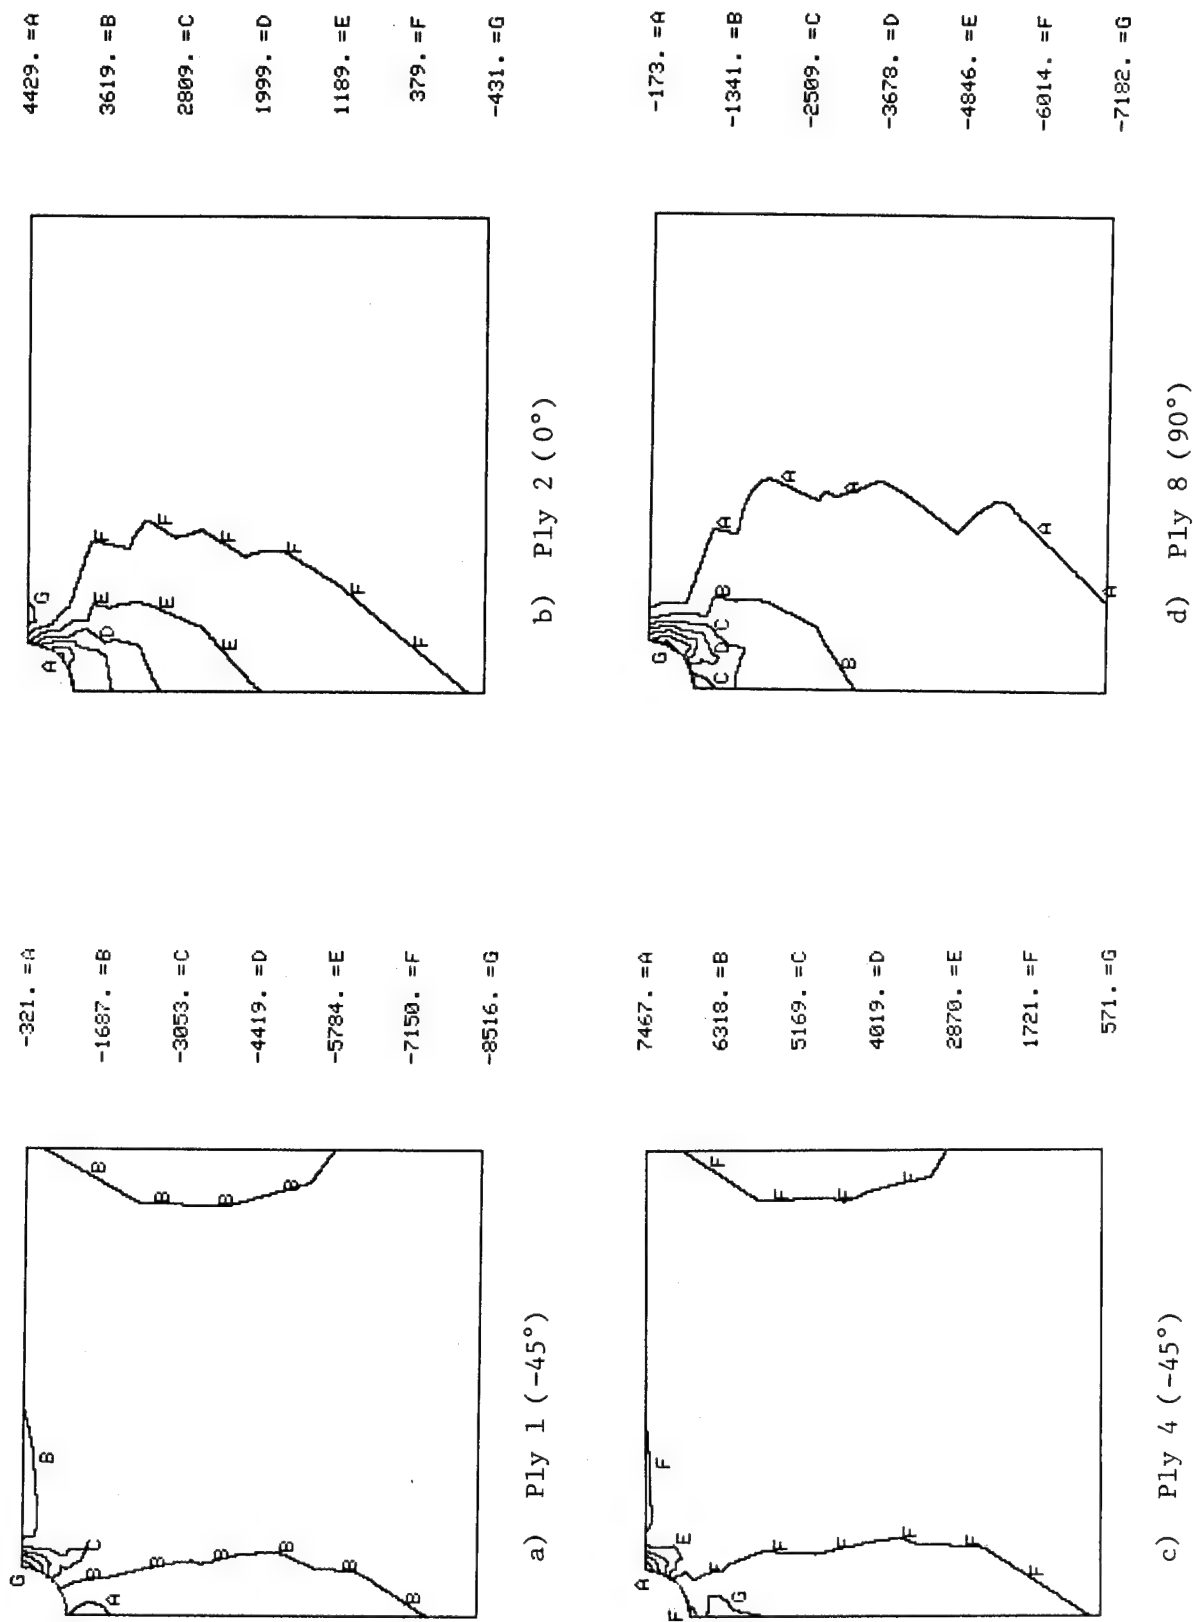 G
B
C
B
A
B
B
B
B
B
B
B
B
B
B
-321. =A
-1687. =B
-3053. =C
-4419. =D
-5784. =E
-7150. =F
-8516. =G
a) Ply 1 (-45°)
A
G
F
E
D
F
E
F
E
F
F
F
4429. =A
3619. =B
2809. =C
1999. =D
1189. =E
379. =F
-431. =G
b) Ply 2 (0°)
A
F
F
E
F
G
F
F
F
F
F
F
F
F
7467. =A
6318. =B
5169. =C
4019. =D
2870. =E
1721. =F
571. =G
c) Ply 4 (-45°)
G
C
D
C
B
A
A
B
A
A
A
-173. =A
-1341. =B
-2509. =C
-3678. =D
-4846. =E
-6014. =F
-7182. =G
d) Ply 8 (90°)